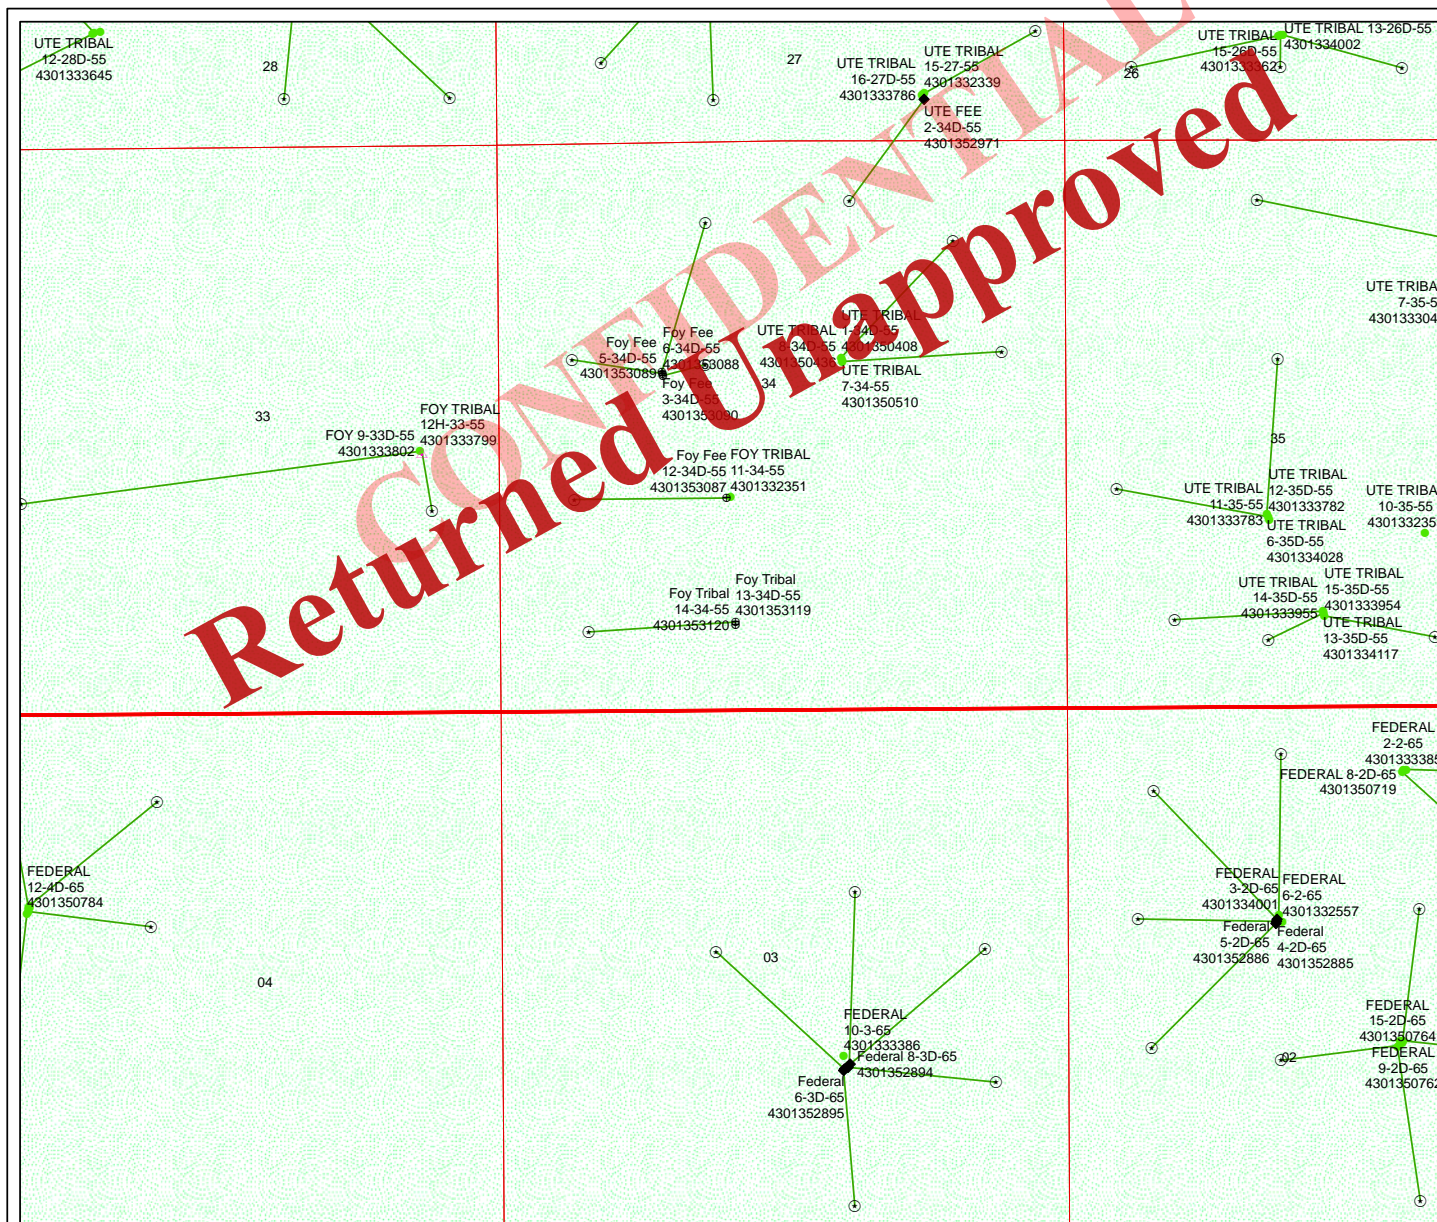 UTE TRIBAL
12-28D-55
4301333645
28
27
UTE TRIBAL
16-27D-55
4301333786
UTE TRIBAL
15-27-55
4301332339
UTE FEE
2-34D-55
4301352971
UTE TRIBAL
15-26D-55
4301333362
UTE TRIBAL 13-26D-55
4301334002
26
CONFIDENTIAL
Returned Unapproved
UTE TRIBA
7-35-5
430133304
Foy Fee
5-34D-55
4301353089
Foy Fee
6-34D-55
4301353088
Foy Fee
3-34D-55
4301353090
UTE TRIBAL
8-34D-55
4301350436
UTE TRIBAL
1-34D-55
4301350408
UTE TRIBAL
7-34-55
4301350510
34
33
FOY 9-33D-55
4301333802
FOY TRIBAL
12H-33-55
4301333799
Foy Fee
12-34D-55
4301353087
FOY TRIBAL
11-34-55
4301332351
35
UTE TRIBAL
11-35-55
4301333783
UTE TRIBAL
12-35D-55
4301333782
UTE TRIBAL
6-35D-55
4301334028
UTE TRIBA
10-35-55
430133235
Foy Tribal
14-34-55
4301353120
Foy Tribal
13-34D-55
4301353119
UTE TRIBAL
14-35D-55
4301333955
UTE TRIBAL
15-35D-55
4301333954
UTE TRIBAL
13-35D-55
4301334117
FEDERAL
2-2-65
4301333385
FEDERAL 8-2D-65
4301350719
FEDERAL
12-4D-65
4301350784
FEDERAL
3-2D-65
4301334001
FEDERAL
6-2-65
4301332557
Federal
5-2D-65
4301352886
Federal
4-2D-65
4301352885
03
04
FEDERAL
10-3-65
4301333386
Federal 8-3D-65
4301352894
Federal
6-3D-65
4301352895
02
FEDERAL
15-2D-65
4301350764
FEDERAL
9-2D-65
4301350762